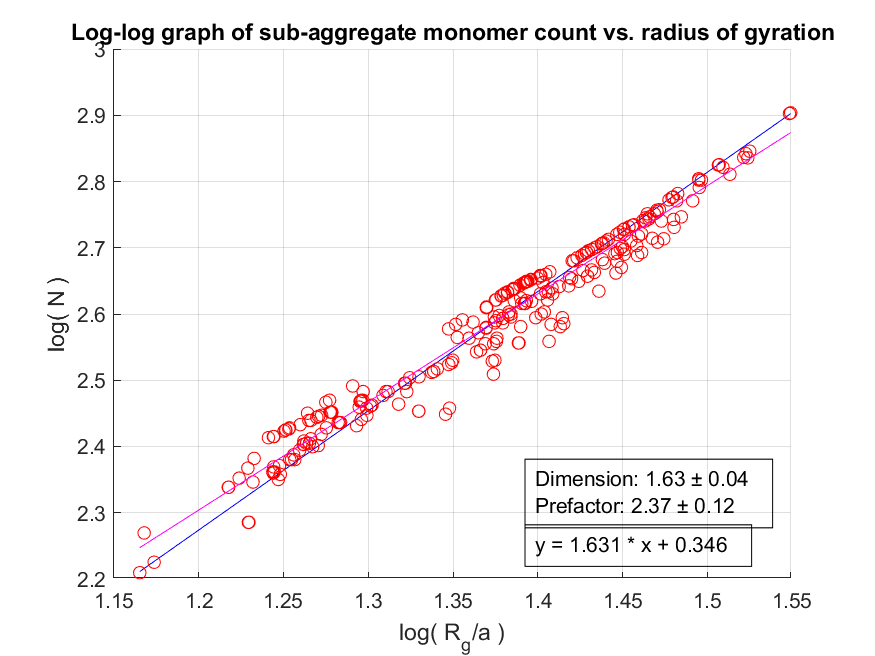 Log-log graph of sub-aggregate monomer count vs. radius of gyration
3
2.9
2.8
2.7
2.6
2.5
2.4
2.3
2.2
log( N )
Dimension: 1.63 ± 0.04
Prefactor: 2.37 ± 0.12
y = 1.631 * x + 0.346
1.15 1.2 1.25 1.3 1.35 1.4 1.45 1.5 1.55
log( R_g/a )